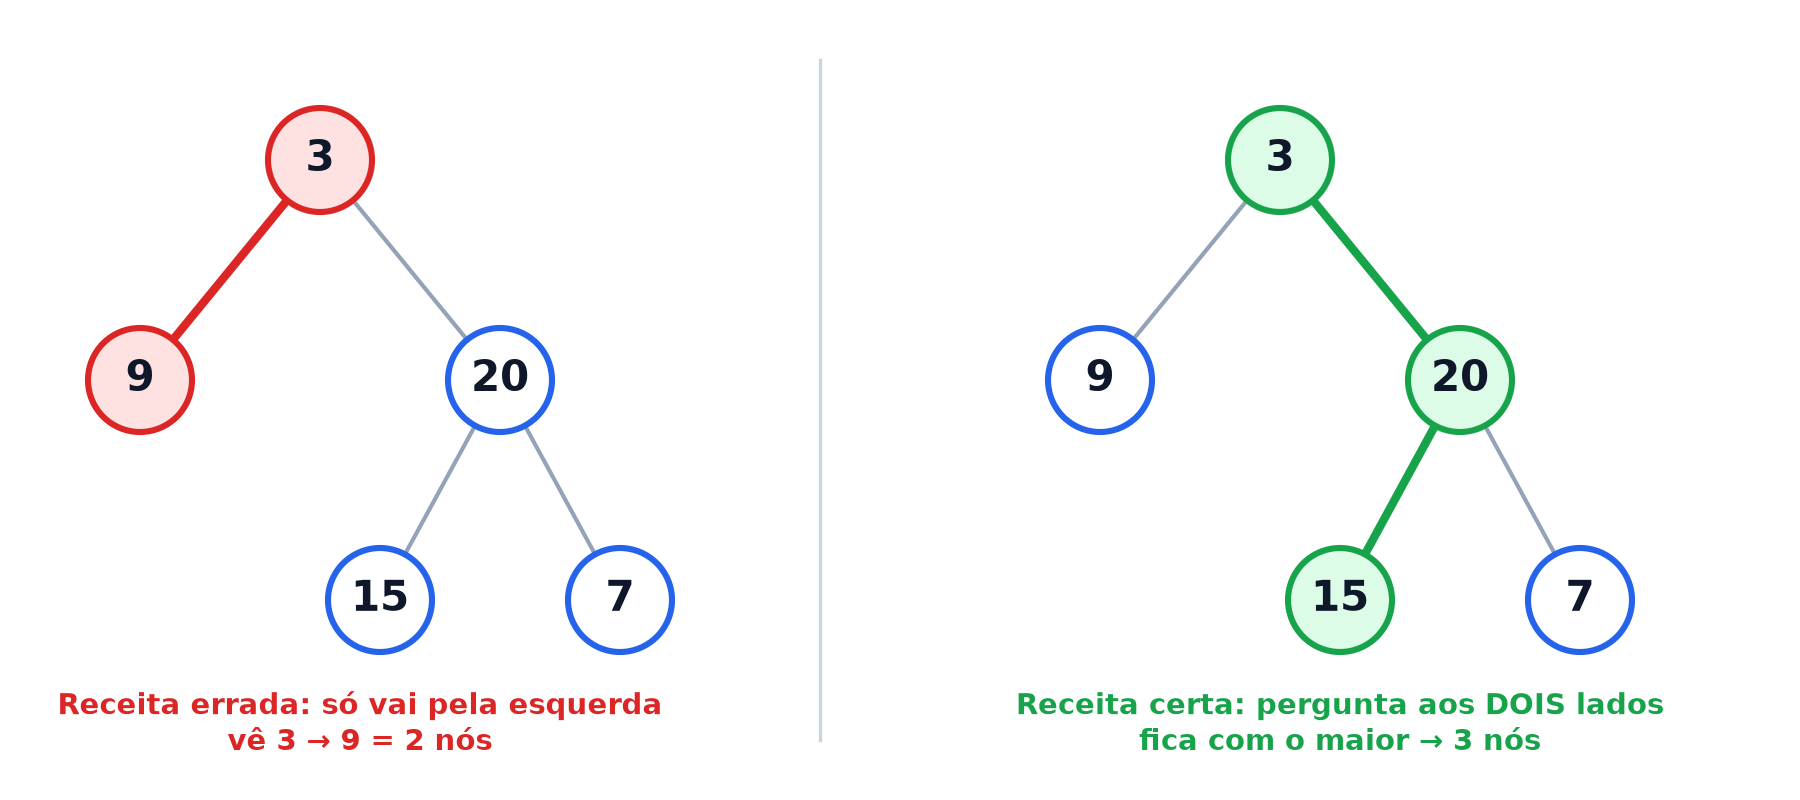 3
9
20
15
7
Receita errada: só vai pela esquerda
vê 3 → 9 = 2 nós
3
9
20
15
7
Receita certa: pergunta aos DOIS lados
fica com o maior → 3 nós